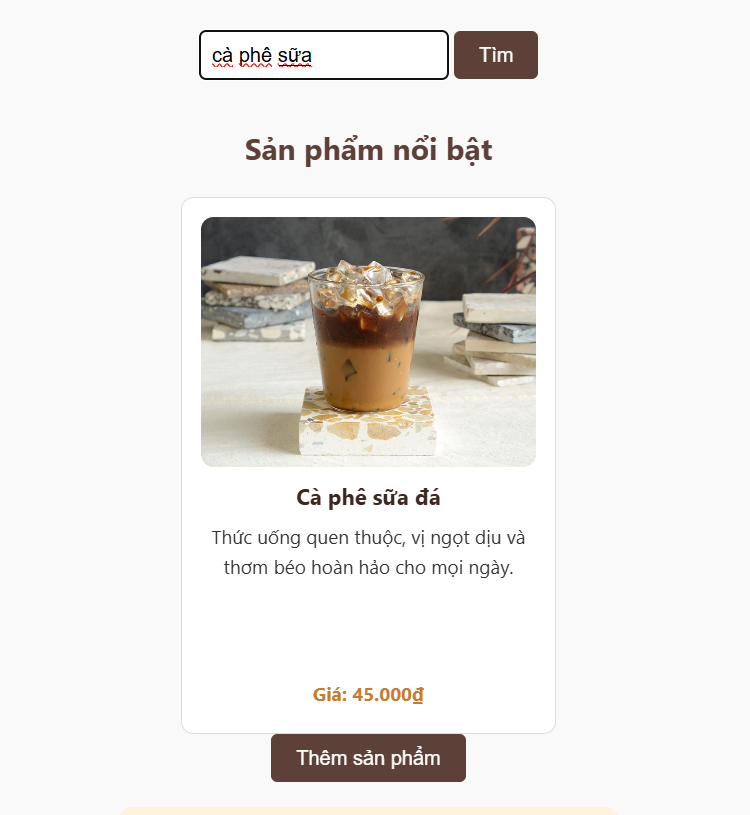 cà phê sữa
Tìm
Sản phẩm nổi bật
Cà phê sữa đá
Thức uống quen thuộc, vị ngọt dịu và
thơm béo hoàn hảo cho mọi ngày.
Giá: 45.000₫
Thêm sản phẩm